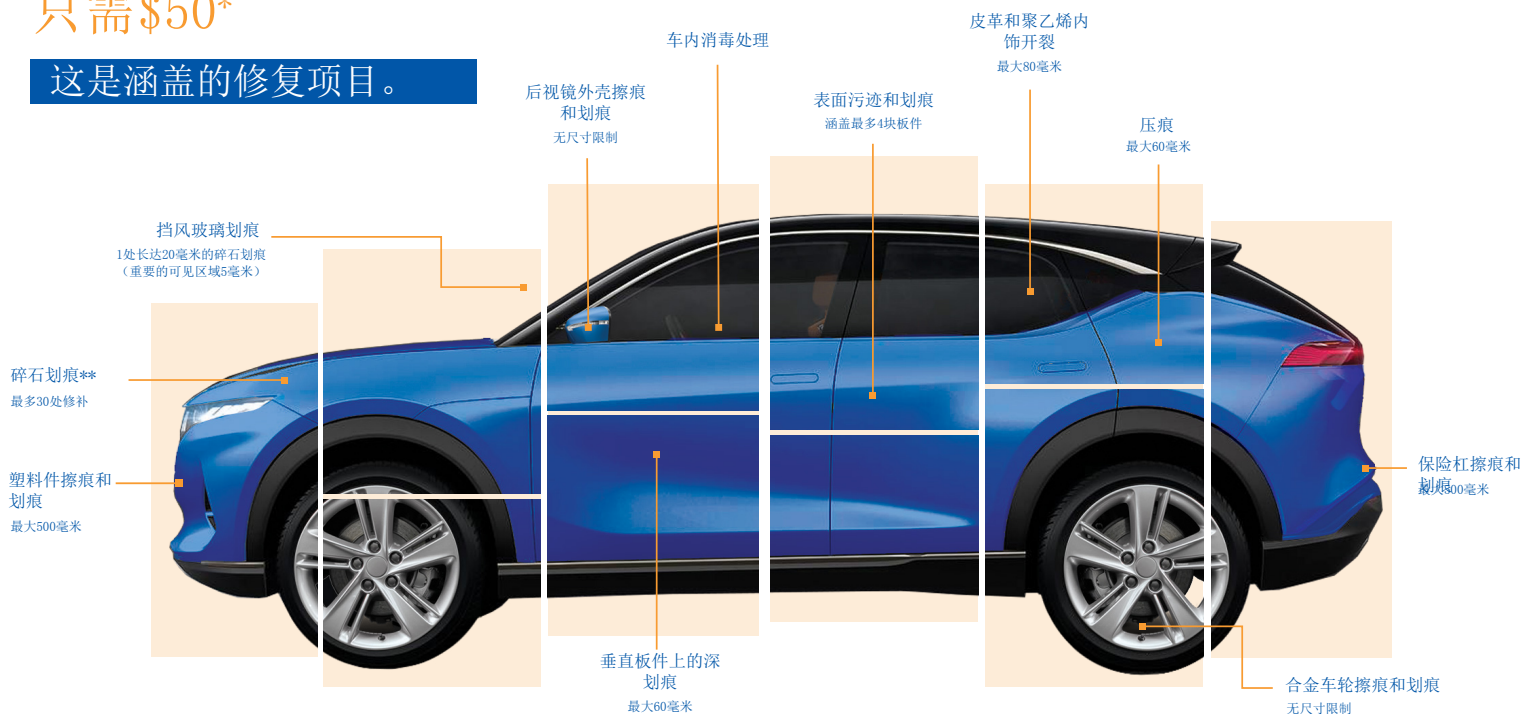 只需$50*
这是涵盖的修复项目。
车内消毒处理
皮革和聚乙烯内
饰开裂
最大80毫米
后视镜外壳擦痕
和划痕
无尺寸限制
表面污迹和划痕
涵盖最多4块板件
压痕
最大60毫米
挡风玻璃划痕
1处长达20毫米的碎石划痕
（重要的可见区域5毫米）
碎石划痕**
最多30处修补
塑料件擦痕和
划痕
最大500毫米
保险杠擦痕和
划痕
最大500毫米
垂直板件上的深
划痕
最大60毫米
合金车轮擦痕和划痕
无尺寸限制